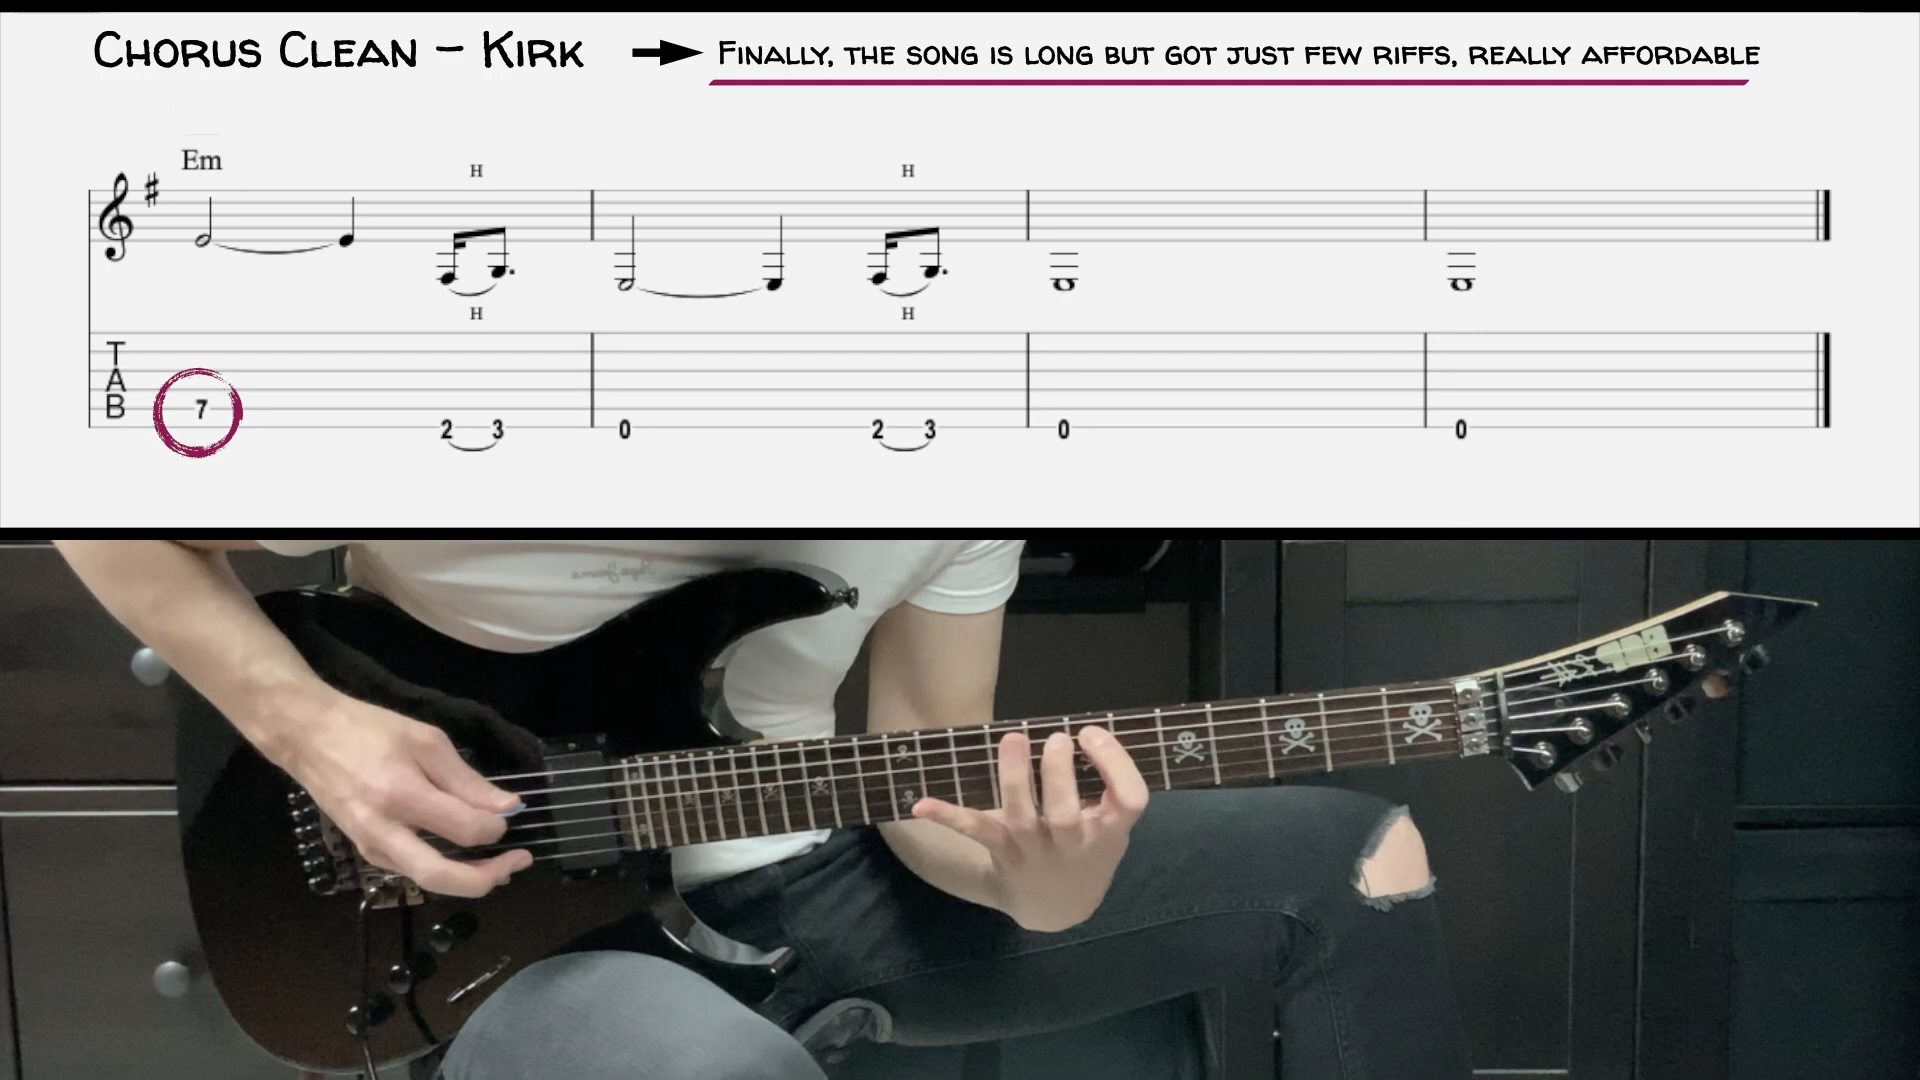 Chorus Clean – Kirk
Finally, the song is long but got just few riffs, really affordable
Em
H
H
H
H
T
A
B
7
2 3
0
2 3
0
0